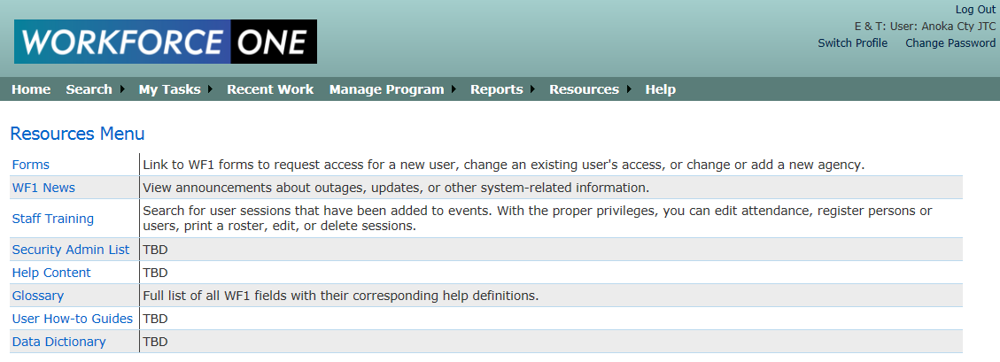 Log Out
WORKFORCE ONE
E & T: User: Anoka Cty JTC
Switch Profile Change Password
Home Search My Tasks Recent Work Manage Program Reports Resources Help
Resources Menu
Forms Link to WF1 forms to request access for a new user, change an existing user's access, or change or add a new agency.
WF1 News View announcements about outages, updates, or other system-related information.
Staff Training Search for user sessions that have been added to events. With the proper privileges, you can edit attendance, register persons or
users, print a roster, edit, or delete sessions.
Security Admin List TBD
Help Content TBD
Glossary Full list of all WF1 fields with their corresponding help definitions.
User How-to Guides TBD
Data Dictionary TBD